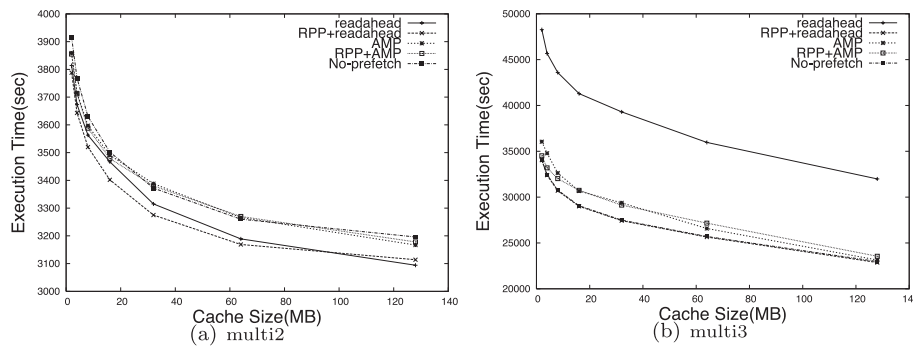 4000
3900
3800
3700
3600
3500
3400
3300
3200
3100
3000
Execution Time(sec)
readahead
RPP+readahead
AMP
RPP+AMP
No-prefetch
0 20 40 60 80 100 120 140
Cache Size(MB)
(a) multi2
50000
45000
40000
35000
30000
25000
20000
Execution Time(sec)
readahead
RPP+readahead
AMP
RPP+AMP
No-prefetch
0 20 40 60 80 100 120 14
Cache Size(MB)
(b) multi3